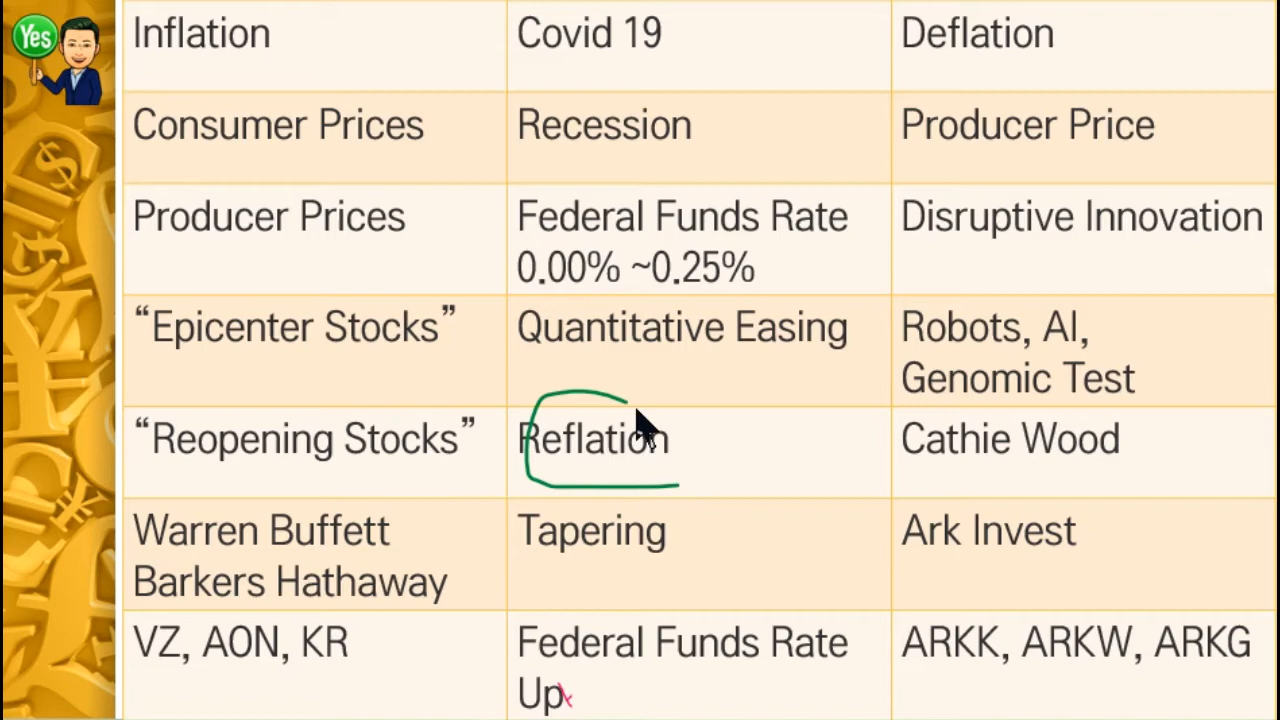 Yes
Inflation
Covid 19
Deflation
Consumer Prices
Recession
Producer Price
Producer Prices
Federal Funds Rate
0.00% ~0.25%
Disruptive Innovation
“Epicenter Stocks”
Quantitative Easing
Robots, AI,
Genomic Test
“Reopening Stocks”
Reflation
Cathie Wood
Warren Buffett
Barkers Hathaway
Tapering
Ark Invest
VZ, AON, KR
Federal Funds Rate
Up
ARKK, ARKW, ARKG